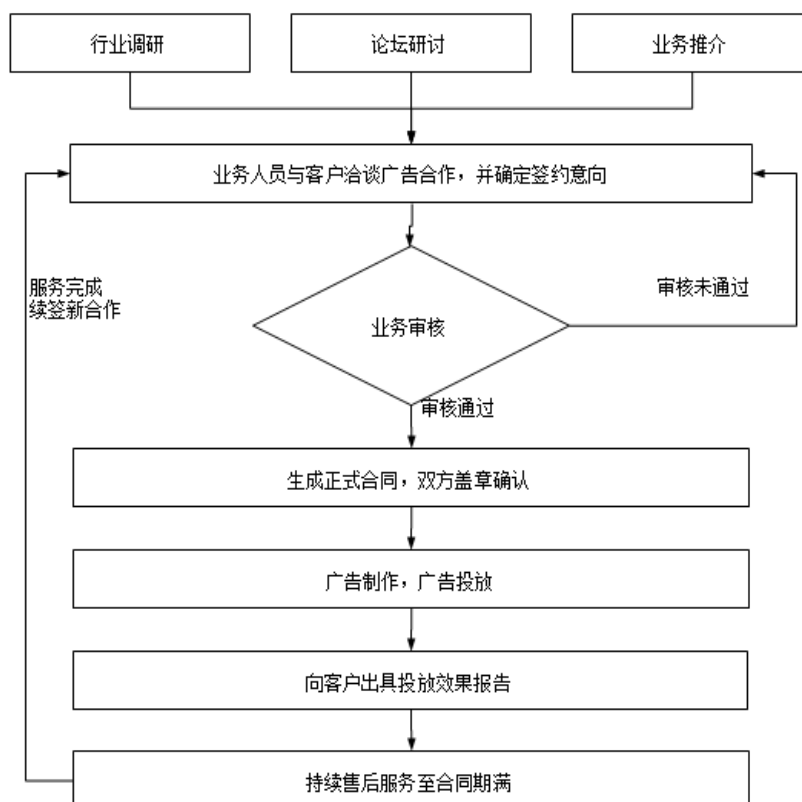 行业调研
论坛研讨
业务推介
业务人员与客户洽谈广告合作，并确定签约意向
服务完成
续签新合作
审核未通过
业务审核
审核通过
生成正式合同，双方盖章确认
广告制作，广告投放
向客户出具投放效果报告
持续售后服务至合同期满